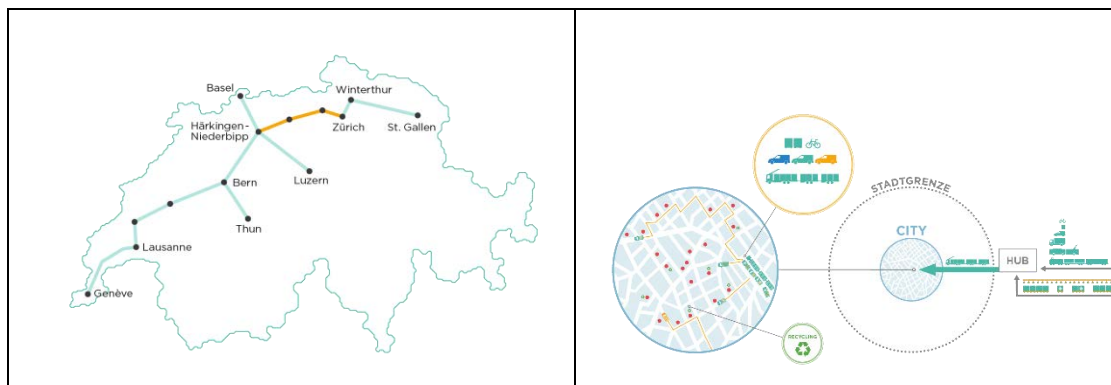 Basel
Winterthur
Härkingen-
Niederbipp
Zürich
St. Gallen
Bern
Luzern
Thun
Lausanne
Genève
STADTGRENZE
CITY
HUB
RECYCLING